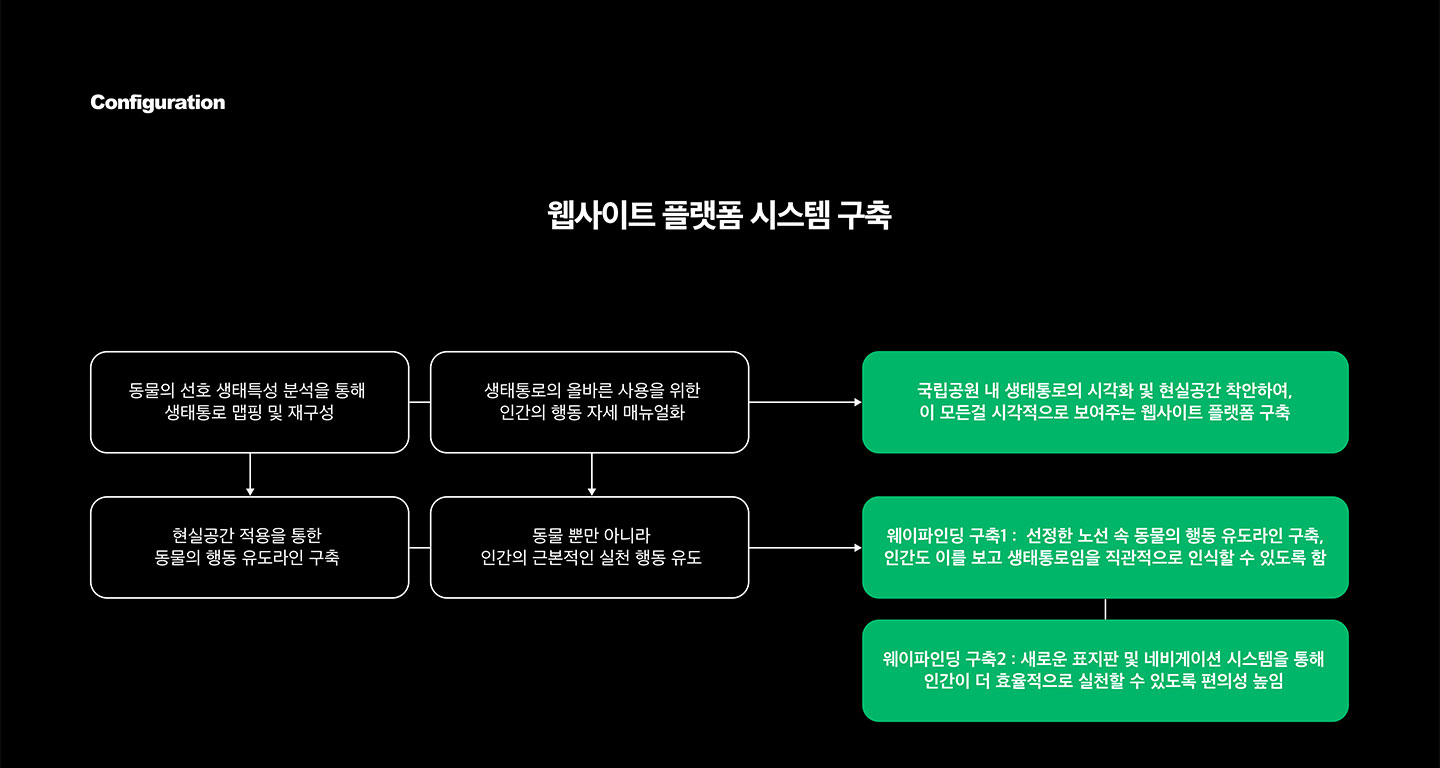 Configuration
웹사이트 플랫폼 시스템 구축
동물의 선호 생태특성 분석을 통해
생태통로 맵핑 및 재구성
생태통로의 올바른 사용을 위한
인간의 행동 자세 매뉴얼화
국립공원 내 생태통로의 시각화 및 현실공간 착안하여,
이 모든걸 시각적으로 보여주는 웹사이트 플랫폼 구축
현실공간 적용을 통한
동물의 행동 유도라인 구축
동물 뿐만 아니라
인간의 근본적인 실천 행동 유도
웨이파인딩 구축1 : 선정한 노선 속 동물의 행동 유도라인 구축,
인간도 이를 보고 생태통로임을 직관적으로 인식할 수 있도록 함
웨이파인딩 구축2 : 새로운 표지판 및 네비게이션 시스템을 통해
인간이 더 효율적으로 실천할 수 있도록 편의성 높임